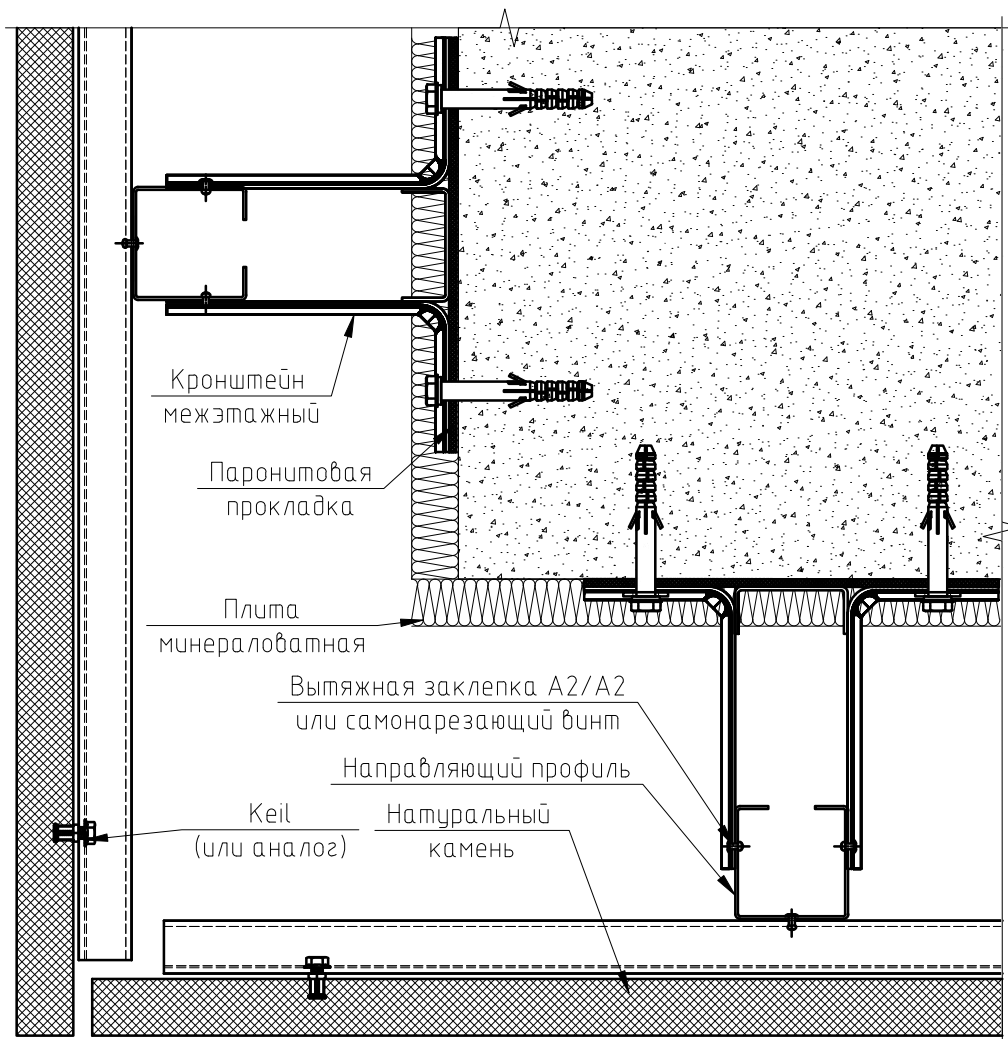 Кронштейн
межэтажный
Паронитовая
прокладка
Плита
минераловатная
Вытяжная заклепка А2/А2
или самонарезающий винт
Направляющий профиль
Keil
(или аналог)
Натуральный
камень